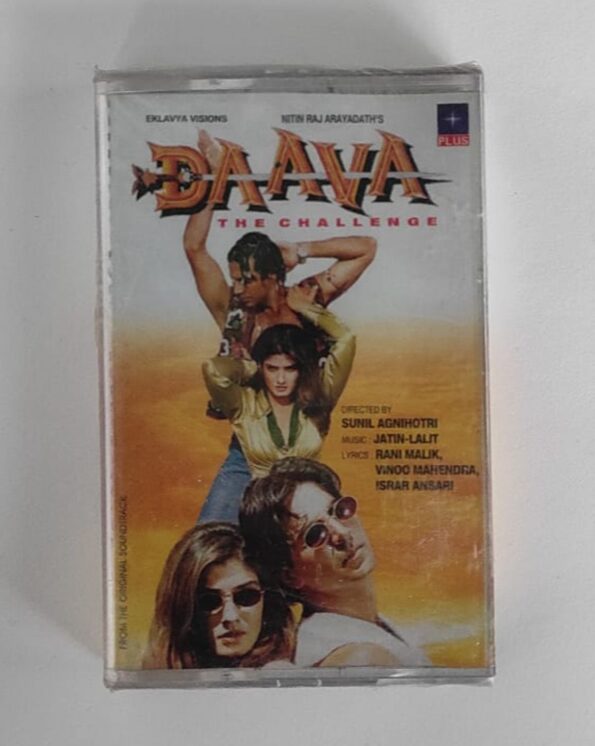 EKLAVYA VISIONS
NITIN RAJ ARAYADATH'S
PLUS
DAAVA
THE CHALLENGE
DIRECTED BY
SUNIL AGNIHOTRI
MUSIC : JATIN-LALIT
LYRICS : RANI MALIK,
VINOO MAHENDRA,
ISRAR ANSARI
FROM THE ORIGINAL SOUNDTRACK